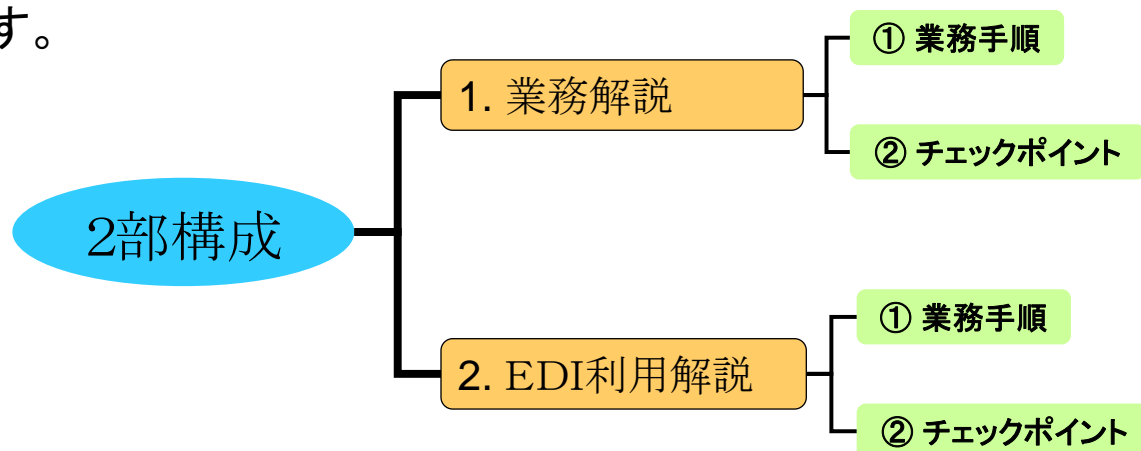 す。
① 業務手順
1. 業務解説
② チェックポイント
2部構成
① 業務手順
2. EDI利用解説
② チェックポイント